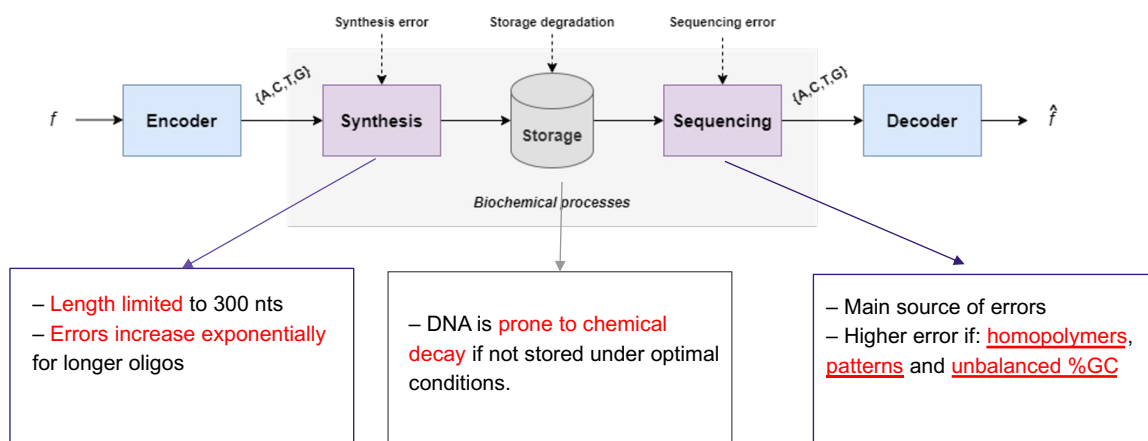 Synthesis error
Storage degradation
Sequencing error
f
Encoder
{A,C,T,G}
Synthesis
Storage
Sequencing
{A,C,T,G}
Decoder
f̂
Biochemical processes
– Length limited to 300 nts
– Errors increase exponentially
for longer oligos
– DNA is prone to chemical
decay if not stored under optimal
conditions.
– Main source of errors
– Higher error if: homopolymers,
patterns and unbalanced %GC